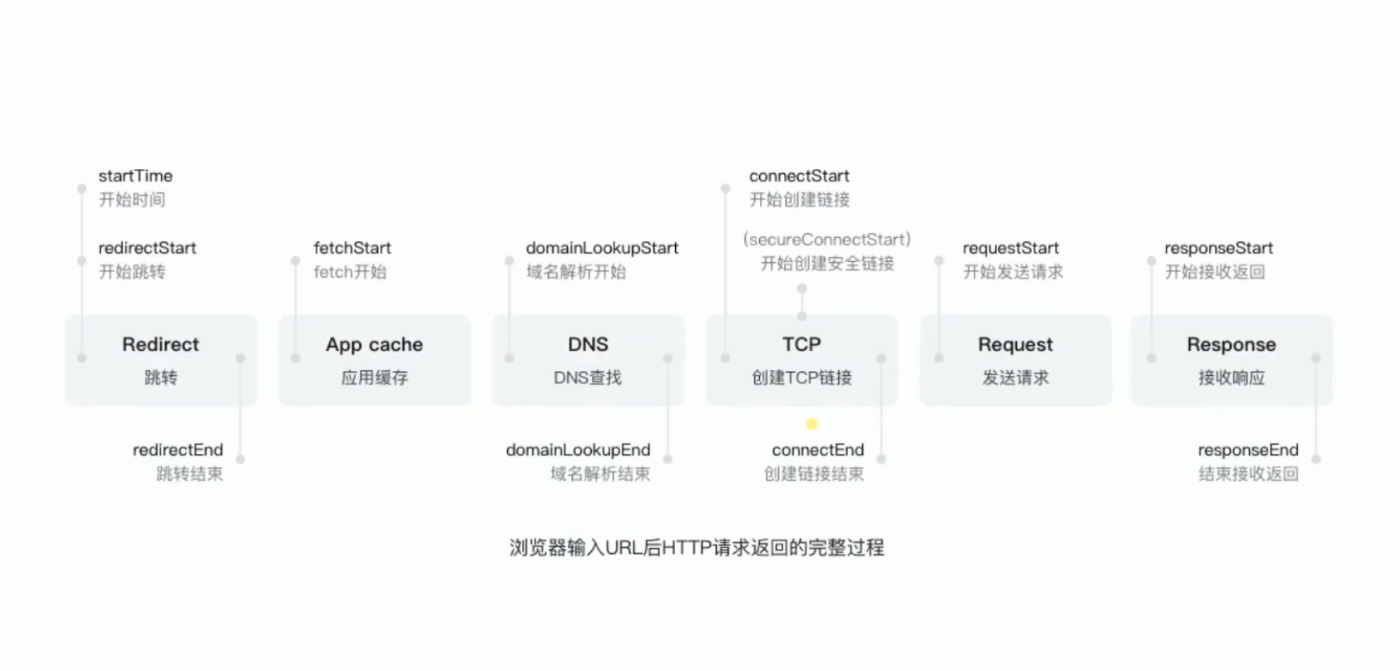 startTime
开始时间
redirectStart
开始跳转
fetchStart
fetch开始
domainLookupStart
域名解析开始
connectStart
开始创建链接
(secureConnectStart)
开始创建安全链接
requestStart
开始发送请求
responseStart
开始接收返回
Redirect
跳转
App cache
应用缓存
DNS
DNS查找
TCP
创建TCP链接
Request
发送请求
Response
接收响应
redirectEnd
跳转结束
domainLookupEnd
域名解析结束
connectEnd
创建链接结束
responseEnd
结束接收返回
浏览器输入URL后HTTP请求返回的完整过程